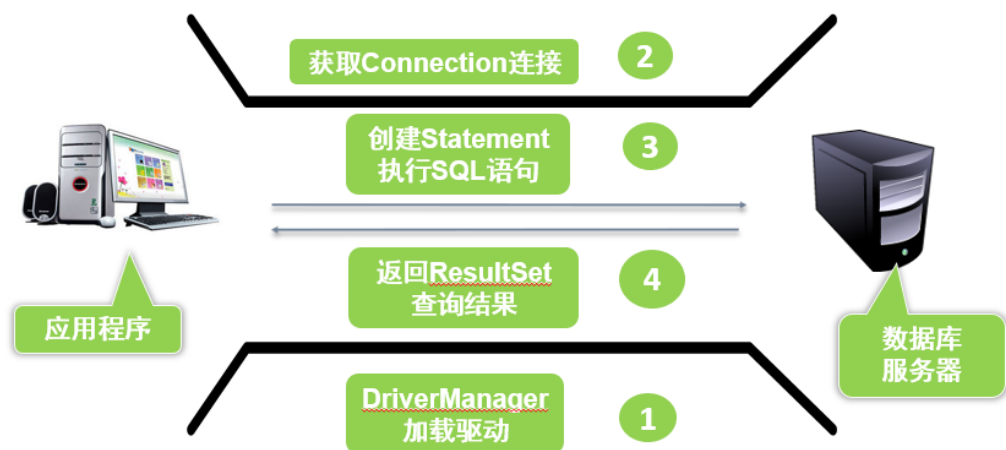 获取Connection连接
2
创建Statement
执行SQL语句
3
返回ResultSet
查询结果
4
应用程序
数据库
服务器
DriverManager
加载驱动
1